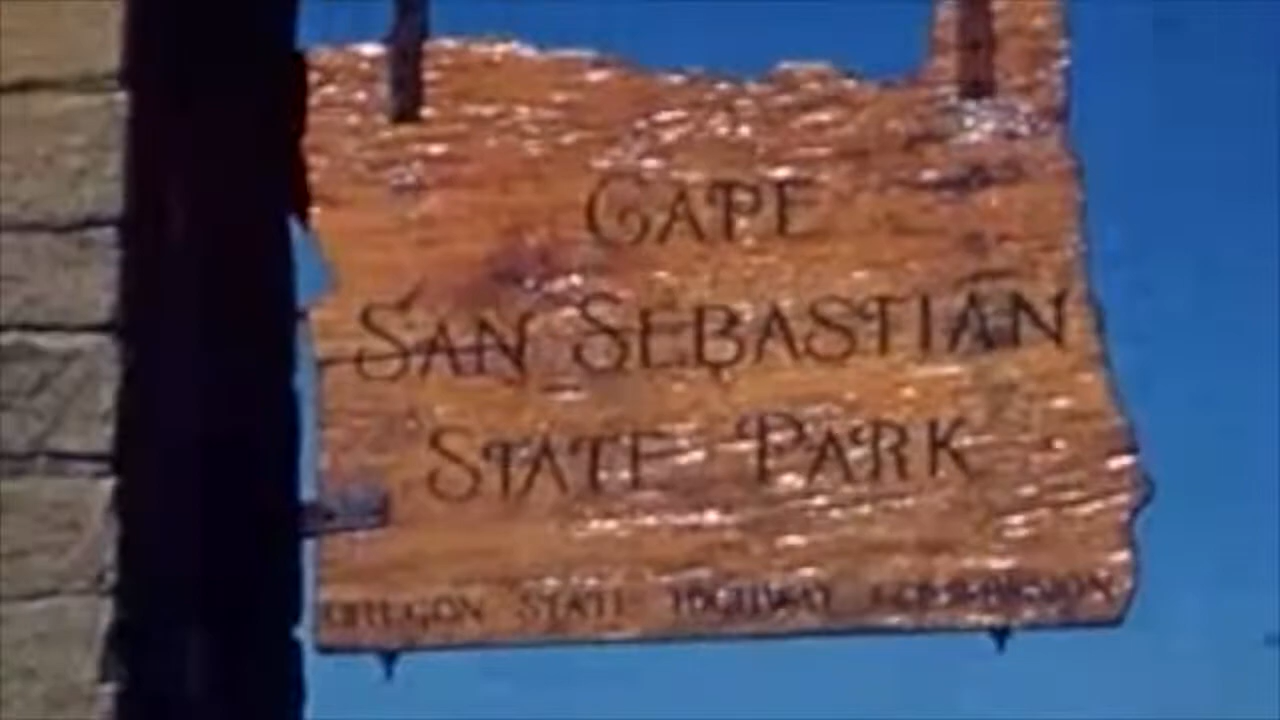 CAPE
SAN SEBASTIAN
STATE PARK
OREGON STATE HIGHWAY COMMISSION